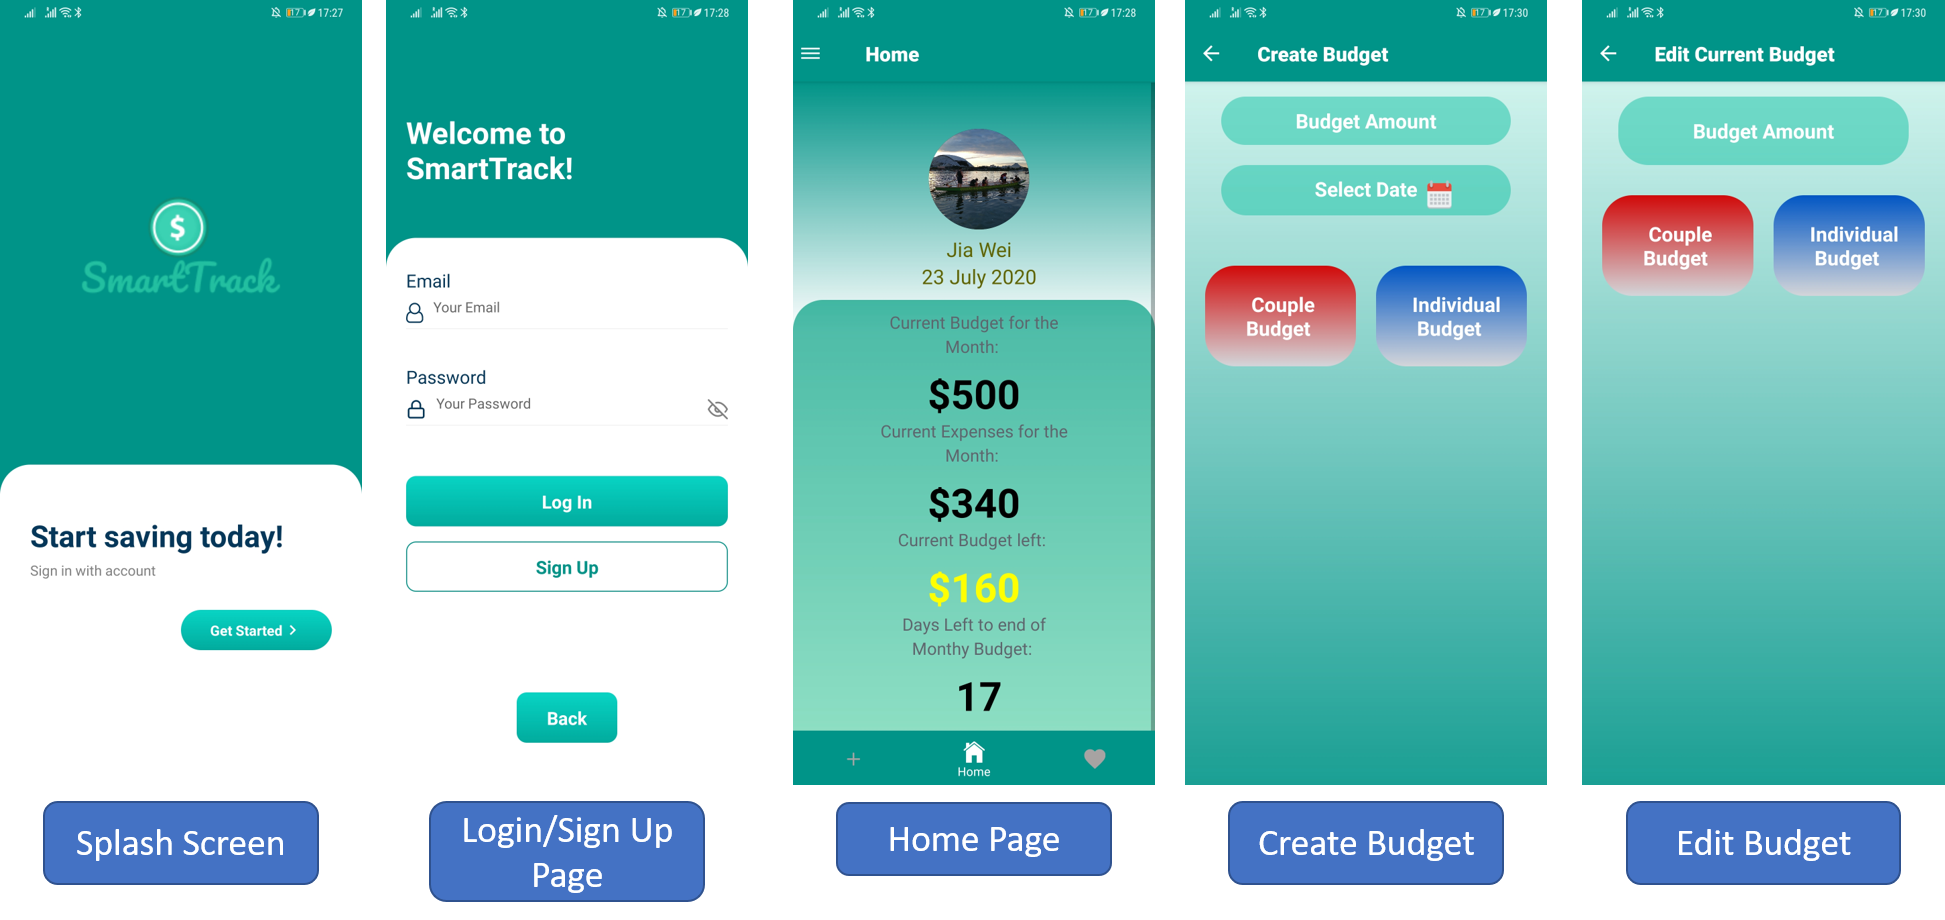 17 17:27
SmartTrack
Start saving today!
Sign in with account
Get Started
Splash Screen
17 17:28
Welcome to
SmartTrack!
Email
Your Email
Password
Your Password
Log In
Sign Up
Back
Login/Sign Up
Page
17 17:28
Home
Jia Wei
23 July 2020
Current Budget for the
Month:
$500
Current Expenses for the
Month:
$340
Current Budget left:
$160
Days Left to end of
Monthy Budget:
17
+
Home
Home Page
17 17:30
Create Budget
Budget Amount
Select Date
Couple
Budget
Individual
Budget
Create Budget
17 17:30
Edit Current Budget
Budget Amount
Couple
Budget
Individual
Budget
Edit Budget